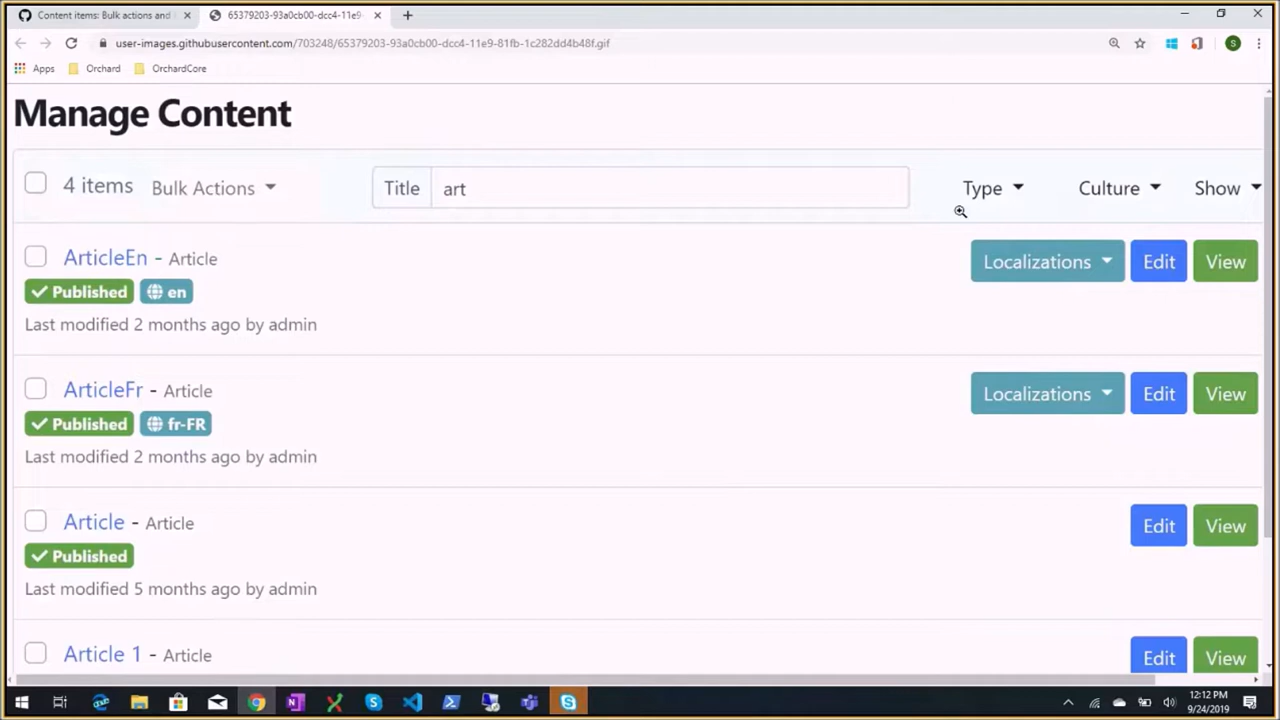 Content items: Bulk actions and
65379203-93a0cb00-dcc4-11e9-
user-images.githubusercontent.com/703248/65379203-93a0cb00-dcc4-11e9-81fb-1c282dd4b48f.gif
S
Apps Orchard OrchardCore
Manage Content
4 items Bulk Actions Title art Type Culture Show
ArticleEn - Article Localizations Edit View
Published en
Last modified 2 months ago by admin
ArticleFr - Article Localizations Edit View
Published fr-FR
Last modified 2 months ago by admin
Article - Article Edit View
Published
Last modified 5 months ago by admin
Article 1 - Article Edit View
12:12 PM
9/24/2019